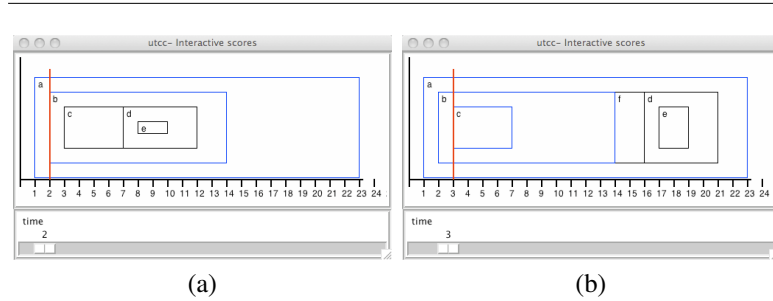 utcc- Interactive scores
a
b
c d
e
1 2 3 4 5 6 7 8 9 10 11 12 13 14 15 16 17 18 19 20 21 22 23 24
time
2
(a)
utcc- Interactive scores
a
b f d
c e
1 2 3 4 5 6 7 8 9 10 11 12 13 14 15 16 17 18 19 20 21 22 23 24
time
3
(b)